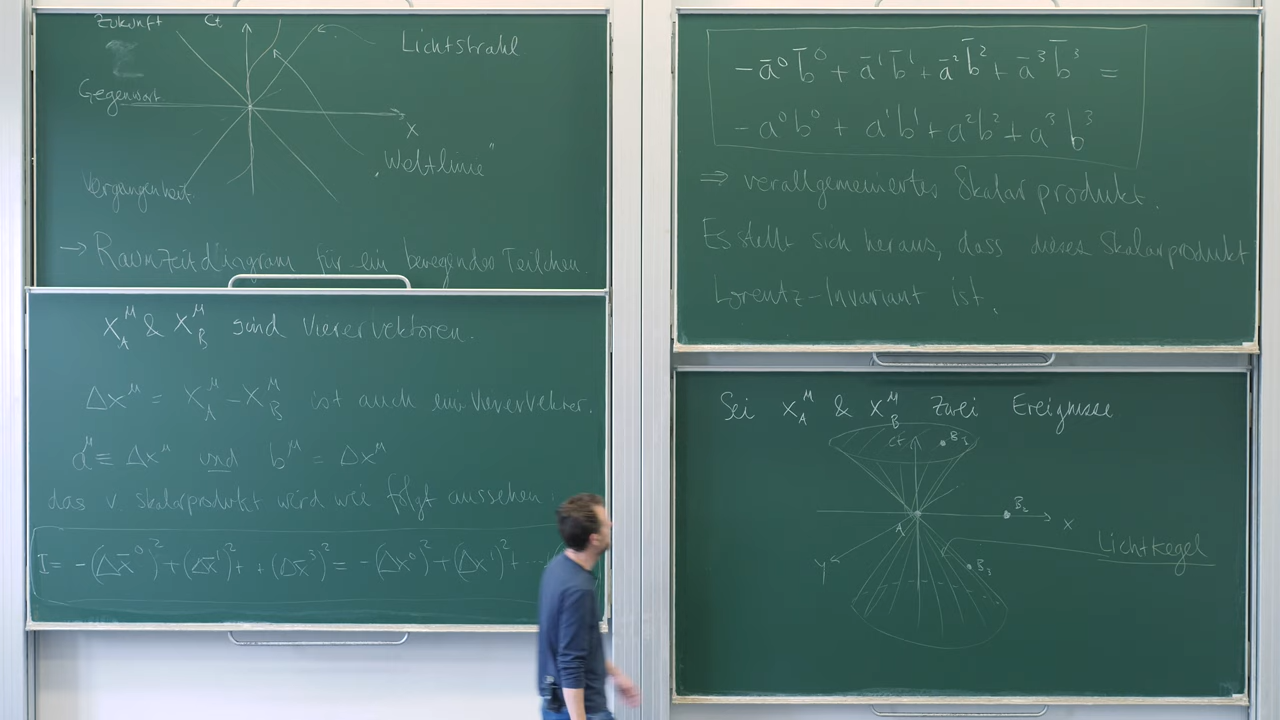 Zukunft ct
Lichtstrahl
Gegenwart
x
"Weltlinie"
Vergangenheit
→ Raumzeitdiagram für ein bewegendes Teilchen.
X_A^μ & X_B^μ sind Vierervektoren.
Δx^μ = X_A^μ - X_B^μ ist auch ein Vierervektor.
a^μ ≡ Δx^μ und b^μ = Δx^μ
das v. Skalarprodukt wird wie folgt aussehen:
I = -(Δx̄^0)^2 + (Δx̄^1)^2 + + (Δx̄^3)^2 = -(Δx^0)^2 + (Δx^1)^2 + ...
-ā^0 b̄^0 + ā^1 b̄^1 + ā^2 b̄^2 + ā^3 b̄^3 =
-a^0 b^0 + a^1 b^1 + a^2 b^2 + a^3 b^3
⇒ verallgemeinertes Skalarprodukt.
Es stellt sich heraus, dass dieses Skalarprodukt
Lorentz-Invariant ist.
Sei X_A^μ & X_B^μ Zwei Ereignisse
ct B_1
B_2
A x
Lichtkegel
y B_3